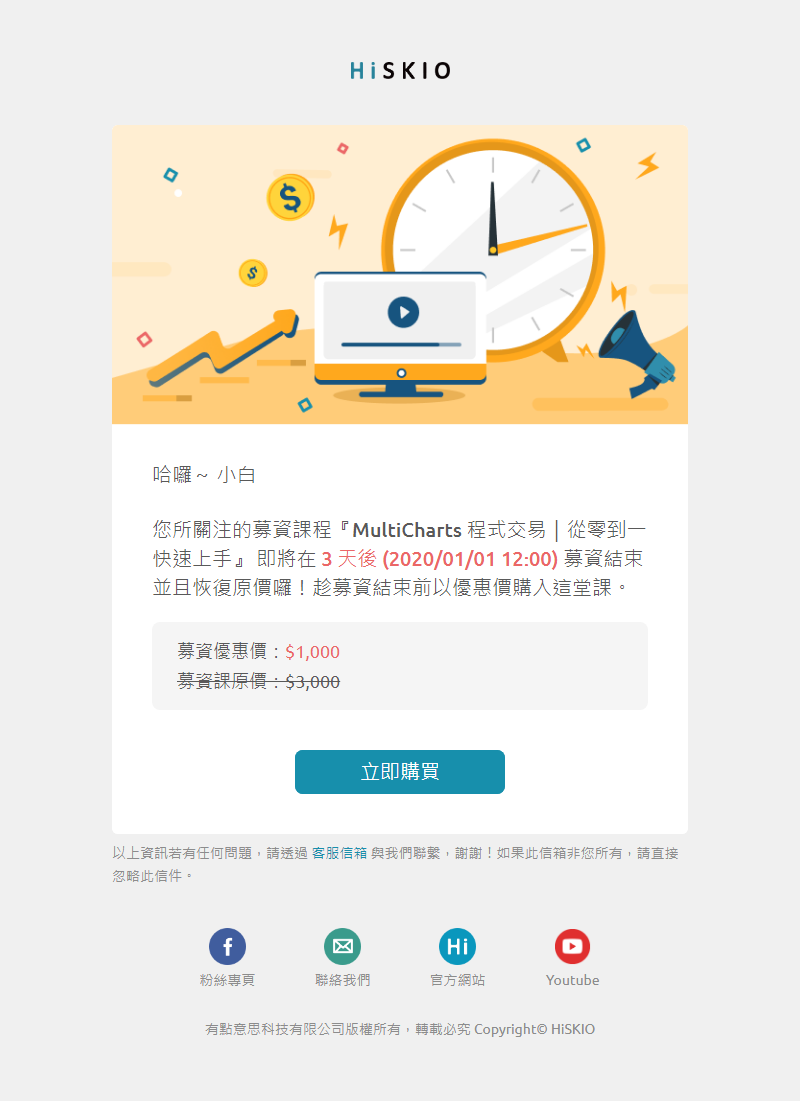 HiSKIO
哈囉~ 小白
您所關注的募資課程『MultiCharts 程式交易｜從零到一
快速上手』 即將在 3 天後 (2020/01/01 12:00) 募資結束
並且恢復原價囉！趁募資結束前以優惠價購入這堂課。
募資優惠價：$1,000
募資課原價：$3,000
立即購買
以上資訊若有任何問題，請透過 客服信箱 與我們聯繫，謝謝！如果此信箱非您所有，請直接
忽略此信件。
粉絲專頁 聯絡我們 官方網站 Youtube
有點意思科技有限公司版權所有，轉載必究 Copyright© HiSKIO